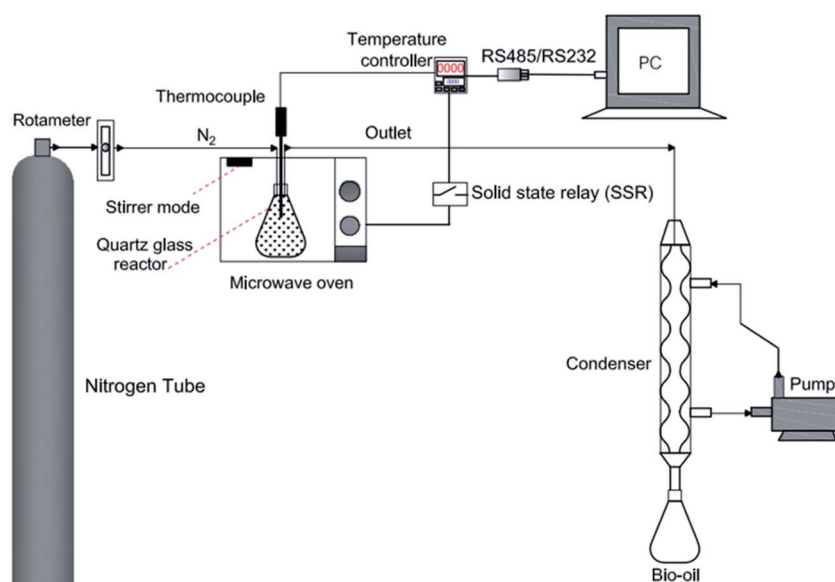 Temperature
controller
0000
0000
RS485/RS232
PC
Thermocouple
Rotameter
N2
Outlet
Stirrer mode
Solid state relay (SSR)
Quartz glass
reactor
Microwave oven
Condenser
Nitrogen Tube
Pump
Bio-oil